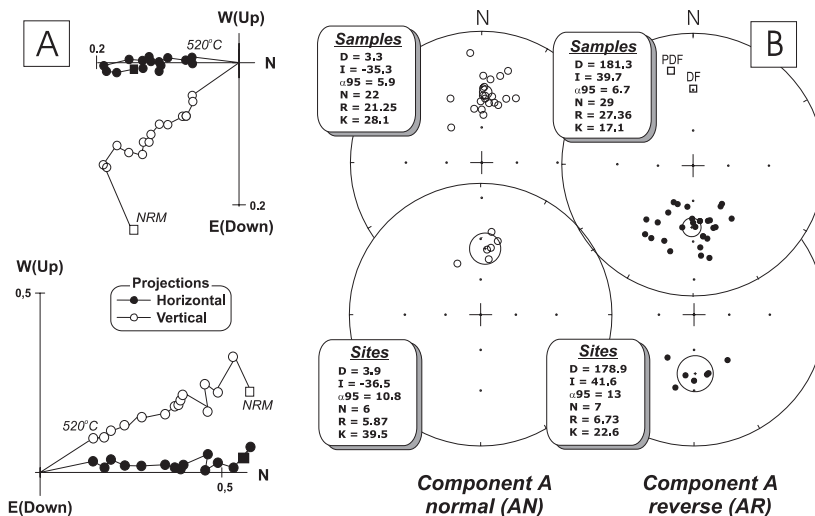 A
W(Up)
520°C
0.2
N
NRM
0.2
E(Down)
W(Up)
0,5
Projections
Horizontal
Vertical
520°C
NRM
0,5
N
E(Down)
B
N
N
Samples
D = 3.3
I = -35.3
α95 = 5.9
N = 22
R = 21.25
K = 28.1
Samples
D = 181.3
I = 39.7
α95 = 6.7
N = 29
R = 27.36
K = 17.1
PDF
DF
Sites
D = 3.9
I = -36.5
α95 = 10.8
N = 6
R = 5.87
K = 39.5
Sites
D = 178.9
I = 41.6
α95 = 13
N = 7
R = 6,73
K = 22.6
Component A
normal (AN)
Component A
reverse (AR)